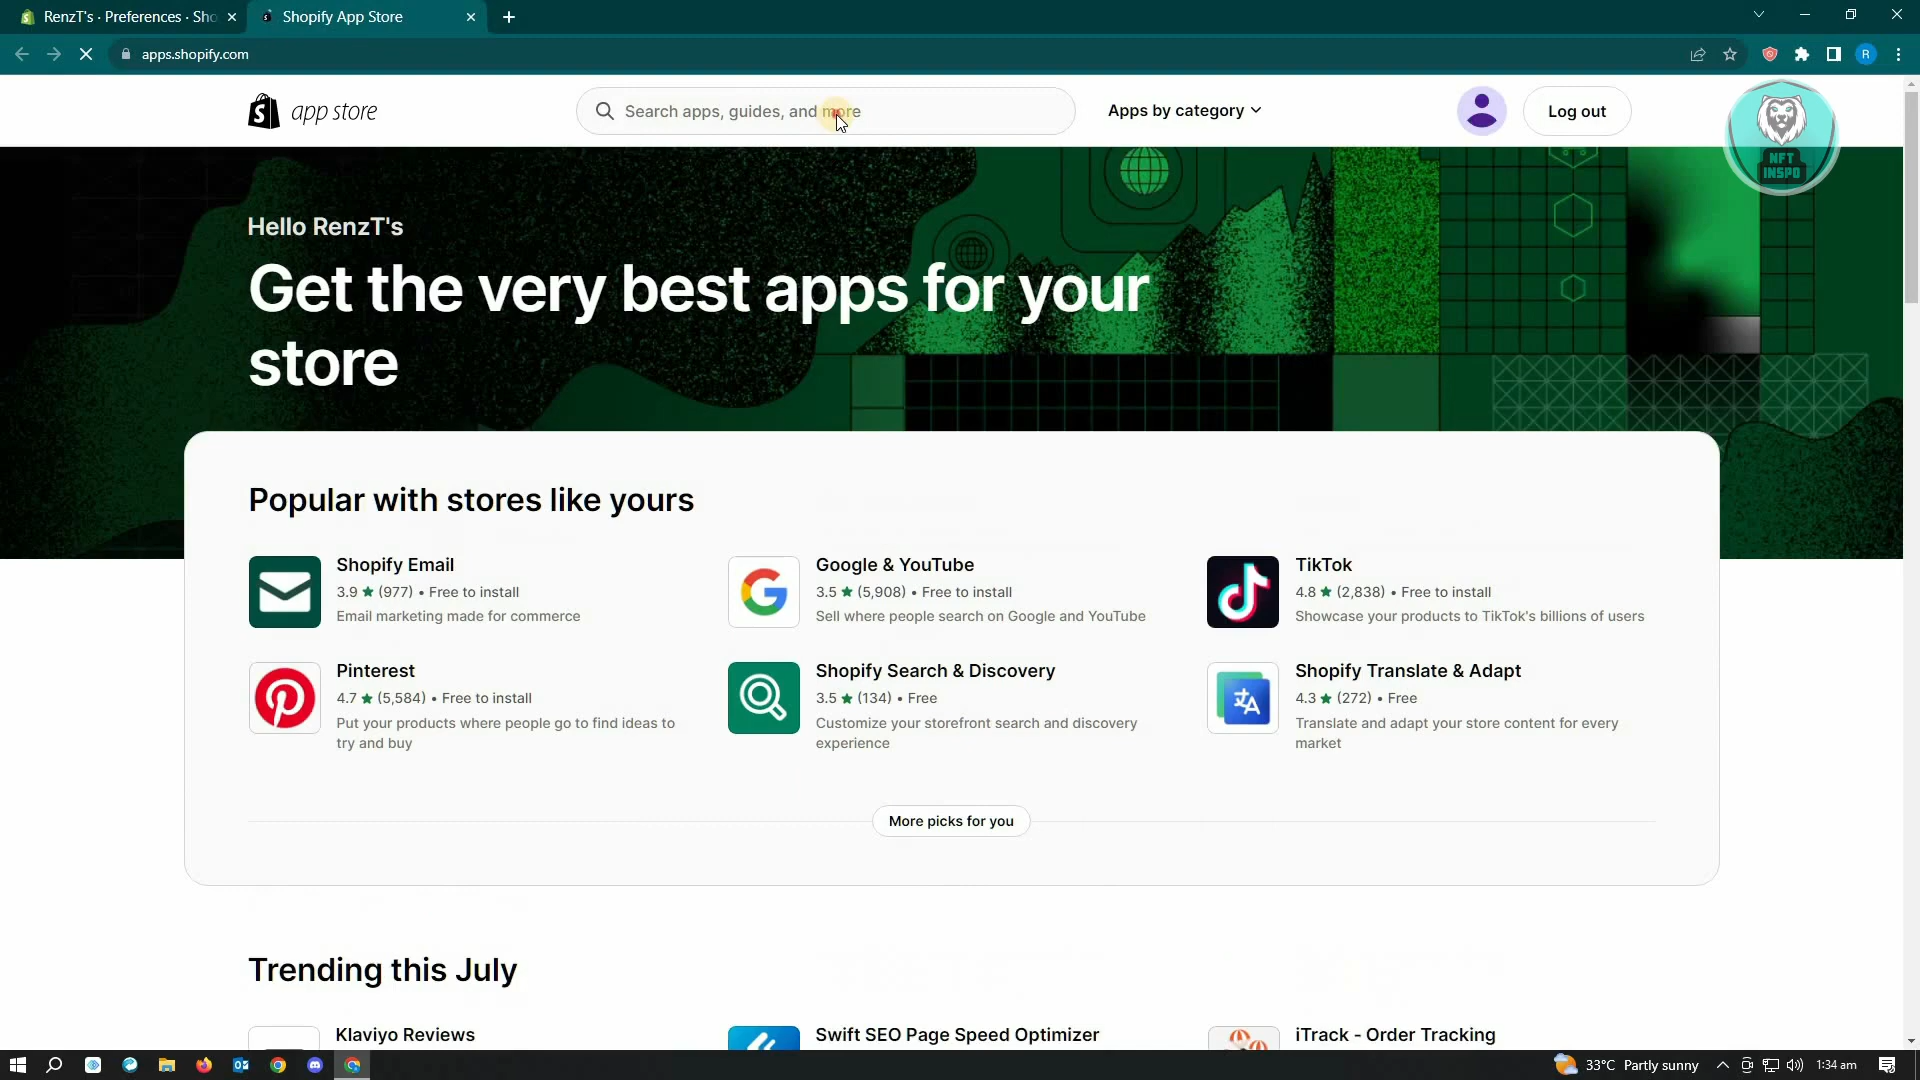 RenzT's · Preferences · Sho
Shopify App Store
apps.shopify.com
R
app store
Search apps, guides, and more
Apps by category
Log out
NFT
INSPO
Hello RenzT's
Get the very best apps for your
store
Popular with stores like yours
Shopify Email
3.9 ★ (977) • Free to install
Email marketing made for commerce
Google & YouTube
3.5 ★ (5,908) • Free to install
Sell where people search on Google and YouTube
TikTok
4.8 ★ (2,838) • Free to install
Showcase your products to TikTok's billions of users
Pinterest
4.7 ★ (5,584) • Free to install
Put your products where people go to find ideas to
try and buy
Shopify Search & Discovery
3.5 ★ (134) • Free
Customize your storefront search and discovery
experience
Shopify Translate & Adapt
4.3 ★ (272) • Free
Translate and adapt your store content for every
market
More picks for you
Trending this July
Klaviyo Reviews
Swift SEO Page Speed Optimizer
iTrack - Order Tracking
33°C Partly sunny
1:34 am